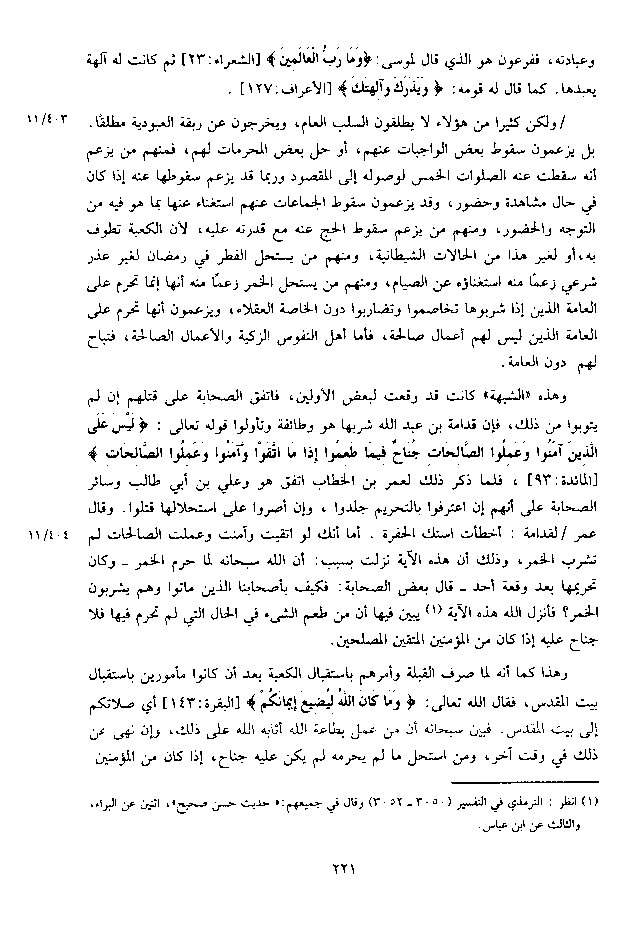 وعبادته، ففرعون هو الذي قال لموسى: ﴿وَمَا رَبُّ الْعَالَمِينَ﴾ [الشعراء:٢٣] ثم كانت له آلهة
يعبدها. كما قال له قومه: ﴿ وَيَذَرَكَ وَآلِهَتَكَ ﴾ [الأعراف:١٢٧] .
١١/٤٠٣ /ولكن كثيرا من هؤلاء لا يطلقون السلب العام، ويخرجون عن ربقة العبودية مطلقًا.
بل يزعمون سقوط بعض الواجبات عنهم، أو حل بعض المحرمات لهم، فمنهم من يزعم
أنه سقطت عنه الصلوات الخمس لوصوله إلى المقصود وربما قد يزعم سقوطها عنه إذا كان
في حال مشاهدة وحضور، وقد يزعمون سقوط الجماعات عنهم استغناء عنها بما هو فيه من
التوجه والحضور، ومنهم من يزعم سقوط الحج عنه مع قدرته عليه، لأن الكعبة تطوف
به،أو لغير هذا من الحالات الشيطانية، ومنهم من يستحل الفطر في رمضان لغير عذر
شرعي زعمًا منه استغناؤه عن الصيام، ومنهم من يستحل الخمر زعمًا منه أنها إنما تحرم على
العامة الذين إذا شربوها تخاصموا وتضاربوا دون الخاصة العقلاء، ويزعمون أنها تحرم على
العامة الذين ليس لهم أعمال صالحة، فأما أهل النفوس الزكية والأعمال الصالحة، فتباح
لهم دون العامة.
وهذه «الشبهة» كانت قد وقعت لبعض الأولين، فاتفق الصحابة على قتلهم إن لم
يتوبوا من ذلك، فإن قدامة بن عبد الله شربها هو وطائفة وتأولوا قوله تعالى : ﴿ لَيْسَ عَلَى
الَّذِينَ آمَنُوا وَعَمِلُوا الصَّالِحَاتِ جُنَاحٌ فِيمَا طَعِمُوا إِذَا مَا اتَّقَوْا وَآمَنُوا وَعَمِلُوا الصَّالِحَاتِ ﴾
[المائدة:٩٣] ، فلما ذكر ذلك لعمر بن الخطاب اتفق هو وعلي بن أبي طالب وسائر
الصحابة على أنهم إن اعترفوا بالتحريم جلدوا ، وإن أصروا على استحلالها قتلوا. وقال
١١/٤٠٤ عمر /لقدامة : أخطأت استك الحفرة . أما أنك لو اتقيت وآمنت وعملت الصالحات لم
تشرب الخمر، وذلك أن هذه الآية نزلت بسبب: أن الله سبحانه لما حرم الخمر ـ وكان
تحريمها بعد وقعة أحد ـ قال بعض الصحابة: فكيف بأصحابنا الذين ماتوا وهم يشربون
الخمر؟ فأنزل الله هذه الآية (١) يبين فيها أن من طعم الشىء في الحال التي لم تحرم فيها فلا
جناح عليه إذا كان من المؤمنين المتقين المصلحين.
وهذا كما أنه لما صرف القبلة وأمرهم باستقبال الكعبة بعد أن كانوا مأمورين باستقبال
بيت المقدس، فقال الله تعالى: ﴿ وَمَا كَانَ اللَّهُ لِيُضِيعَ إِيمَانَكُمْ ﴾ [البقرة:١٤٣] أي صلاتكم
إلى بيت المقدس. فبين سبحانه أن من عمل بطاعة الله أثابه الله على ذلك، وإن نهى عن
ذلك في وقت آخر، ومن استحل ما لم يحرمه لم يكن عليه جناح، إذا كان من المؤمنين
(١) انظر : الترمذي في التفسير (٣٠٥٠ ـ ٣٠٥٢) وقال في جميعهم:« حديث حسن صحيح»، اثنين عن البراء،
والثالث عن ابن عباس.
٢٢١